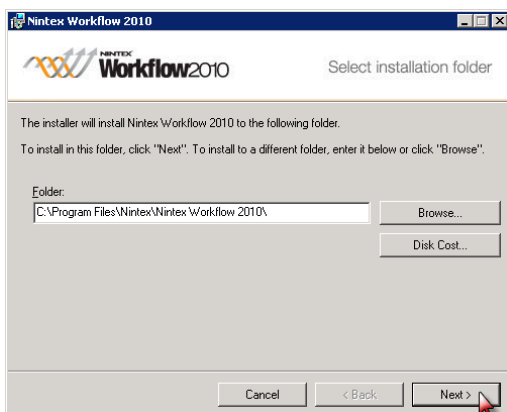 Nintex Workflow 2010
NINTEX
Workflow2010
Select installation folder
The installer will install Nintex Workflow 2010 to the following folder.
To install in this folder, click "Next". To install to a different folder, enter it below or click "Browse".
Folder:
C:\Program Files\Nintex\Nintex Workflow 2010\
Browse...
Disk Cost...
Cancel
< Back
Next >